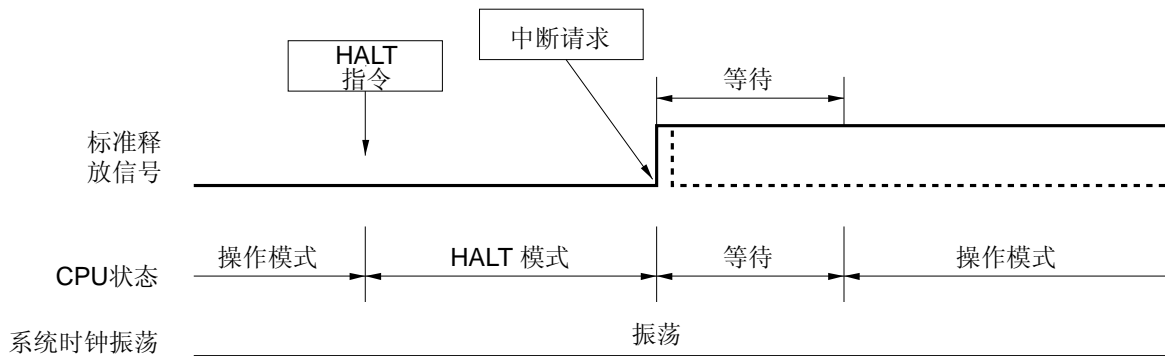 HALT
指令
中断请求
等待
标准释
放信号
操作模式
HALT 模式
等待
操作模式
CPU状态
振荡
系统时钟振荡